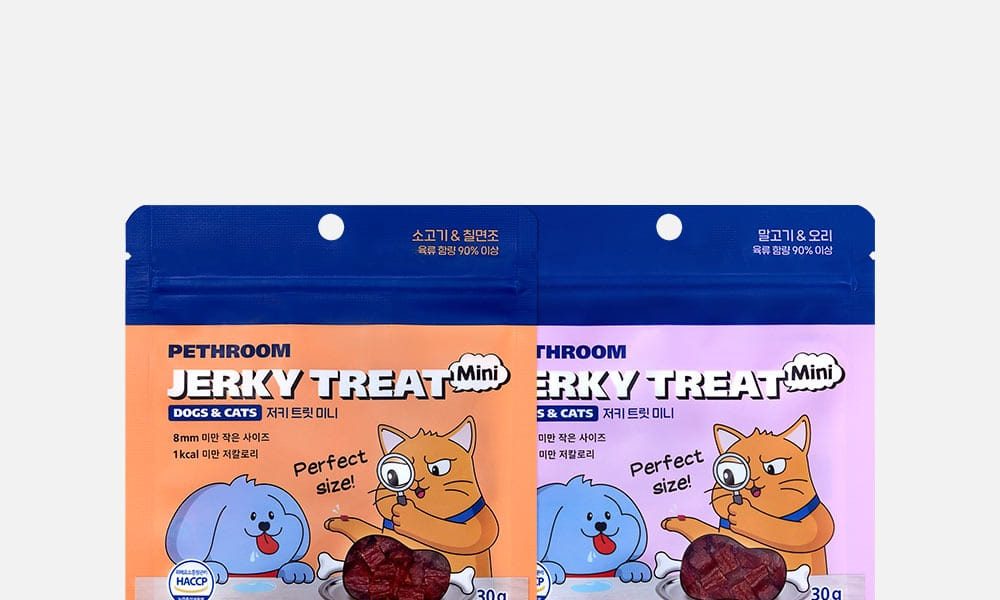 소고기 & 칠면조
육류 함량 90% 이상
PETHROOM
JERKY TREAT Mini
DOGS & CATS 저키 트릿 미니
8mm 미만 작은 사이즈
1kcal 미만 저칼로리
Perfect
size!
HACCP
30g
말고기 & 오리
육류 함량 90% 이상
THROOM
ERKY TREAT Mini
S & CATS 저키 트릿 미니
미만 작은 사이즈
미만 저칼로리
Perfect
size!
30g